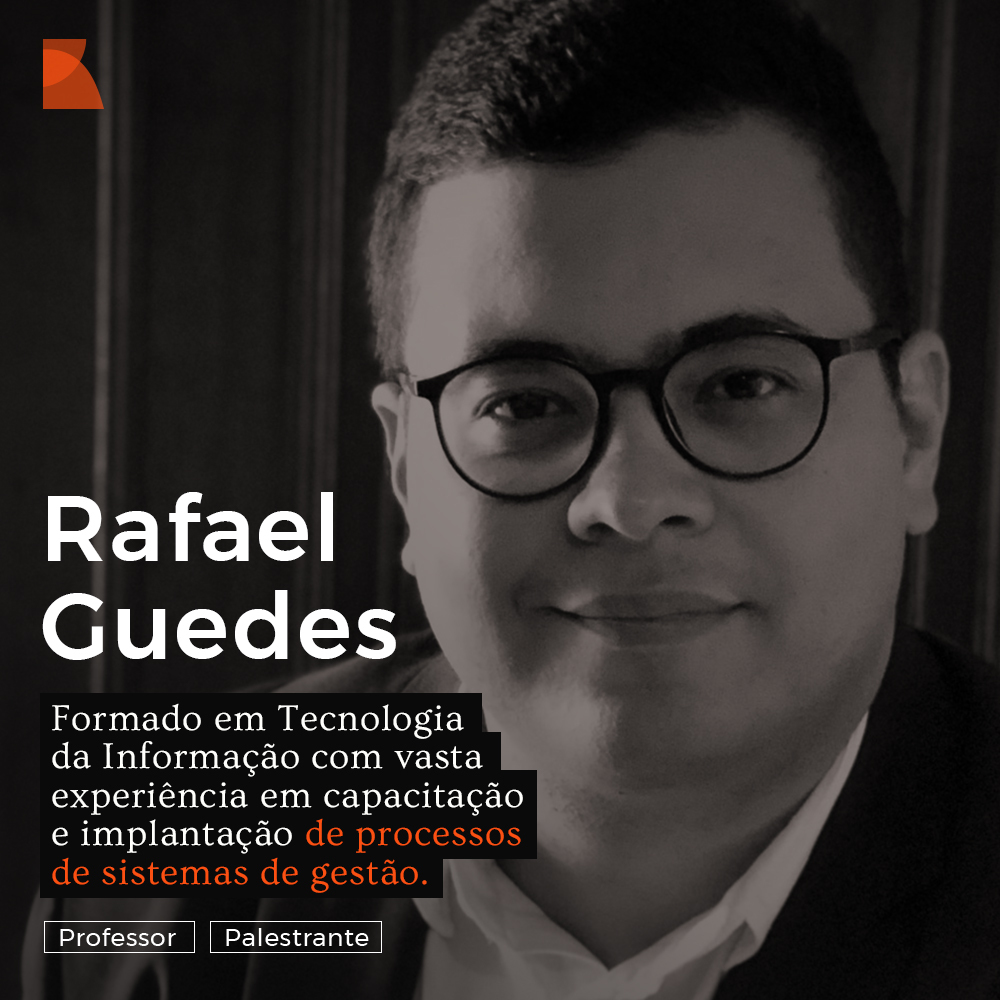 Rafael
Guedes
Formado em Tecnologia
da Informação com vasta
experiência em capacitação
e implantação de processos
de sistemas de gestão.
Professor
Palestrante